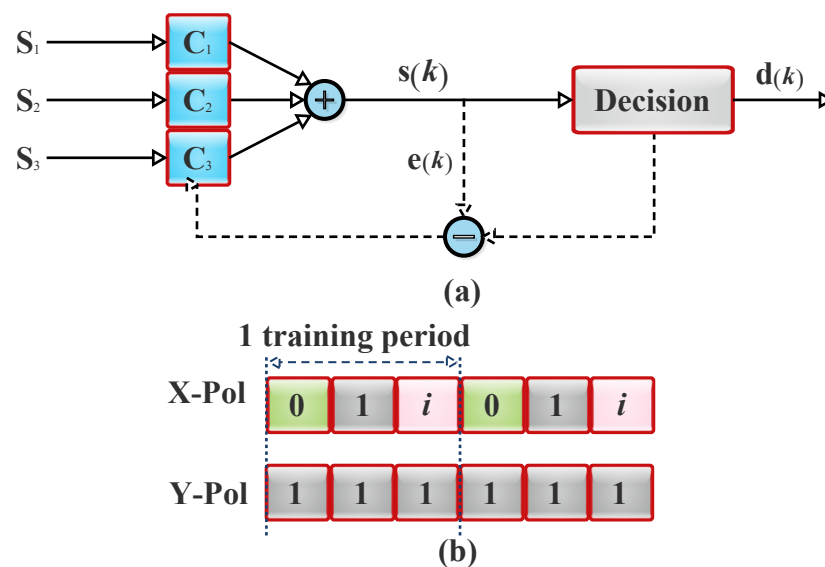 S₁ C₁
S₂ C₂ + s(k) Decision d(k)
S₃ C₃ e(k)
−
(a)
1 training period
X-Pol 0 1 i 0 1 i
Y-Pol 1 1 1 1 1 1
(b)